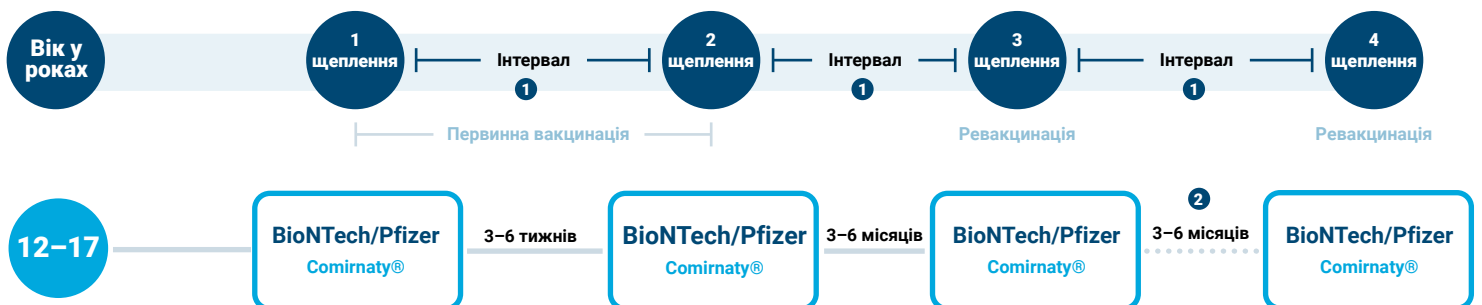 Вік у
роках
1
щеплення
Інтервал
1
2
щеплення
Інтервал
1
3
щеплення
Інтервал
1
4
щеплення
Первинна вакцинація
Ревакцинація
Ревакцинація
12–17
BioNTech/Pfizer
Comirnaty®
3–6 тижнів
BioNTech/Pfizer
Comirnaty®
3–6 місяців
BioNTech/Pfizer
Comirnaty®
2
3–6 місяців
BioNTech/Pfizer
Comirnaty®